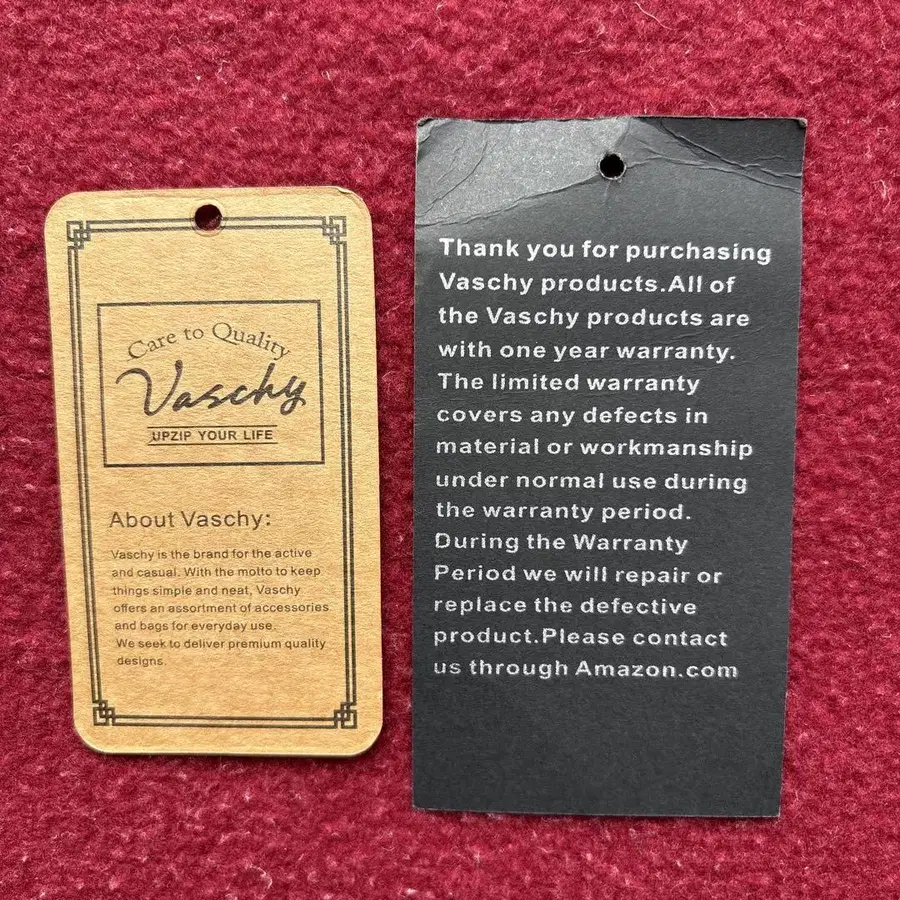 Care to Quality
Vaschy
UPZIP YOUR LIFE
About Vaschy:
Vaschy is the brand for the active
and casual. With the motto to keep
things simple and neat, Vaschy
offers an assortment of accessories
and bags for everyday use.
We seek to deliver premium quality
designs.
Thank you for purchasing
Vaschy products.All of
the Vaschy products are
with one year warranty.
The limited warranty
covers any defects in
material or workmanship
under normal use during
the warranty period.
During the Warranty
Period we will repair or
replace the defective
product.Please contact
us through Amazon.com